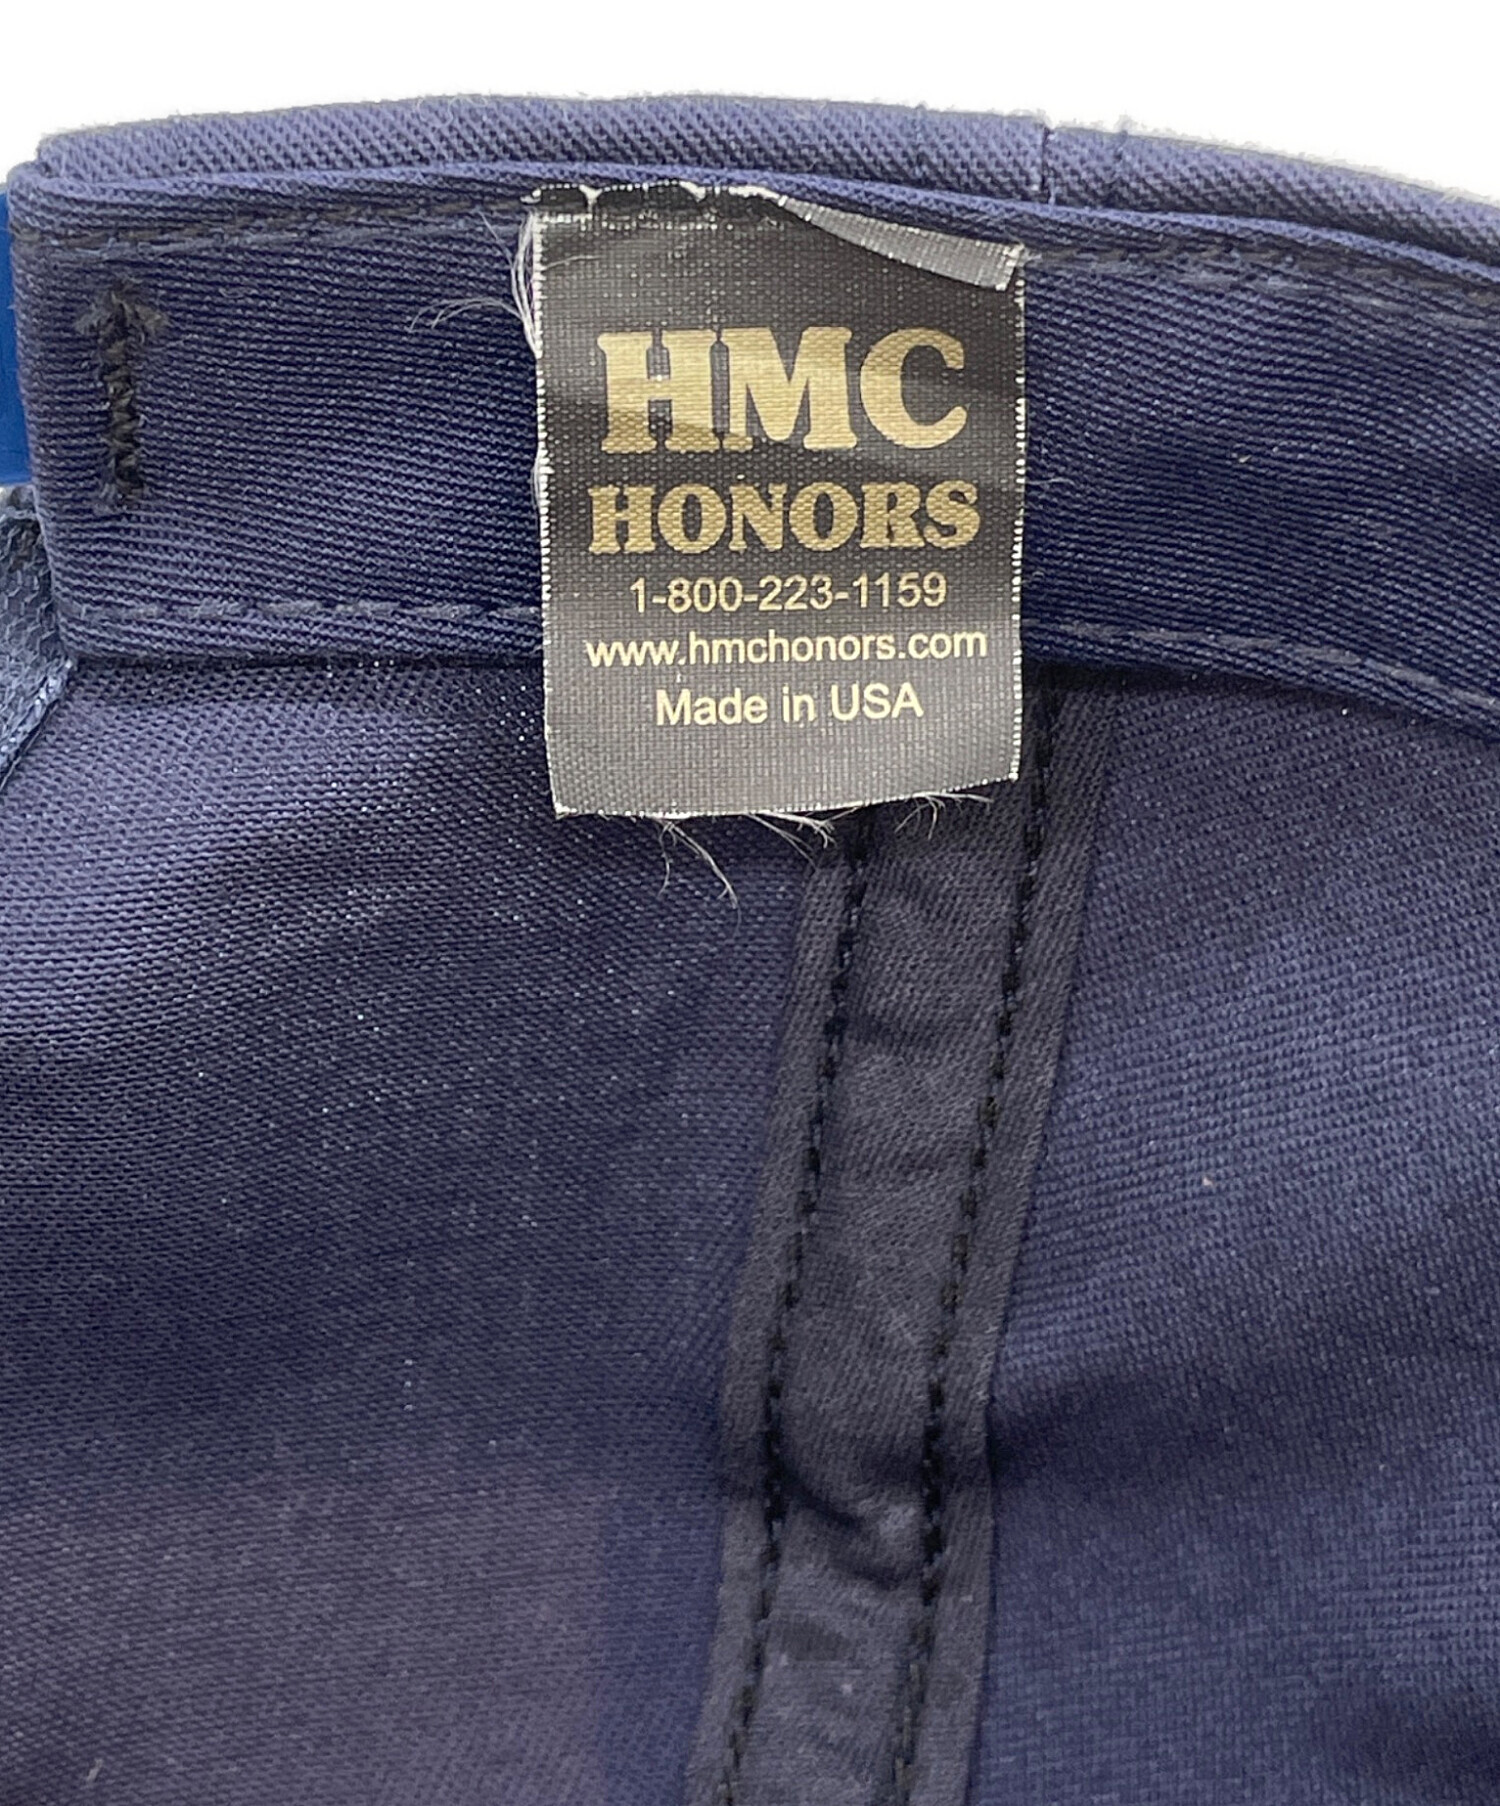 HMC
HONORS
1-800-223-1159
www.hmchonors.com
Made in USA